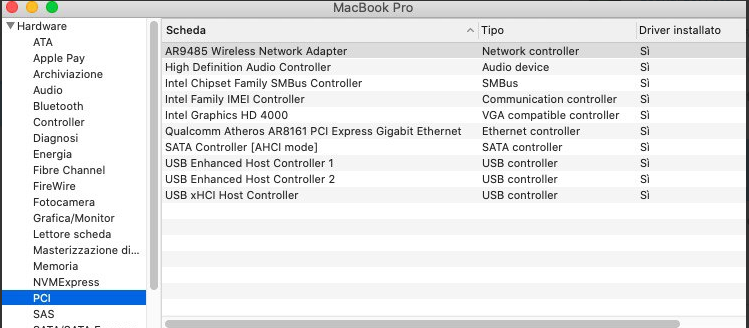 MacBook Pro
Hardware
ATA
Apple Pay
Archiviazione
Audio
Bluetooth
Controller
Diagnosi
Energia
Fibre Channel
FireWire
Fotocamera
Grafica/Monitor
Lettore scheda
Masterizzazione di...
Memoria
NVMExpress
PCI
SAS
Scheda Tipo Driver installato
AR9485 Wireless Network Adapter Network controller Sì
High Definition Audio Controller Audio device Sì
Intel Chipset Family SMBus Controller SMBus Sì
Intel Family IMEI Controller Communication controller Sì
Intel Graphics HD 4000 VGA compatible controller Sì
Qualcomm Atheros AR8161 PCI Express Gigabit Ethernet Ethernet controller Sì
SATA Controller [AHCI mode] SATA controller Sì
USB Enhanced Host Controller 1 USB controller Sì
USB Enhanced Host Controller 2 USB controller Sì
USB xHCI Host Controller USB controller Sì